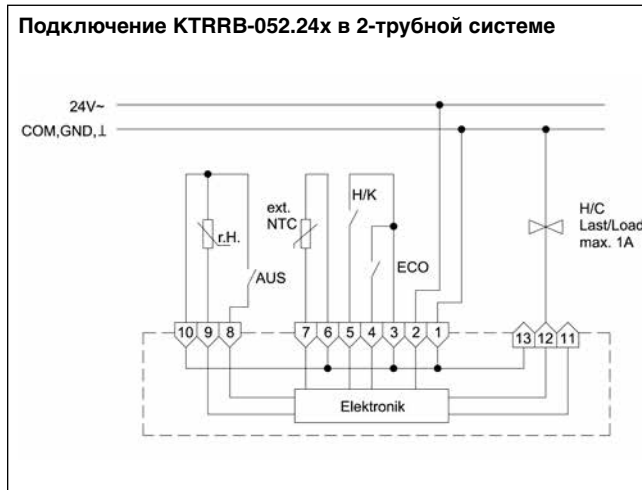 Подключение KTRRB-052.24x в 2-трубной системе
24V~
COM,GND,⊥
H/K
ext.
NTC
H/C
Last/Load
max. 1A
r.H.
AUS
ECO
10 9 8 7 6 5 4 3 2 1 13 12 11
Elektronik